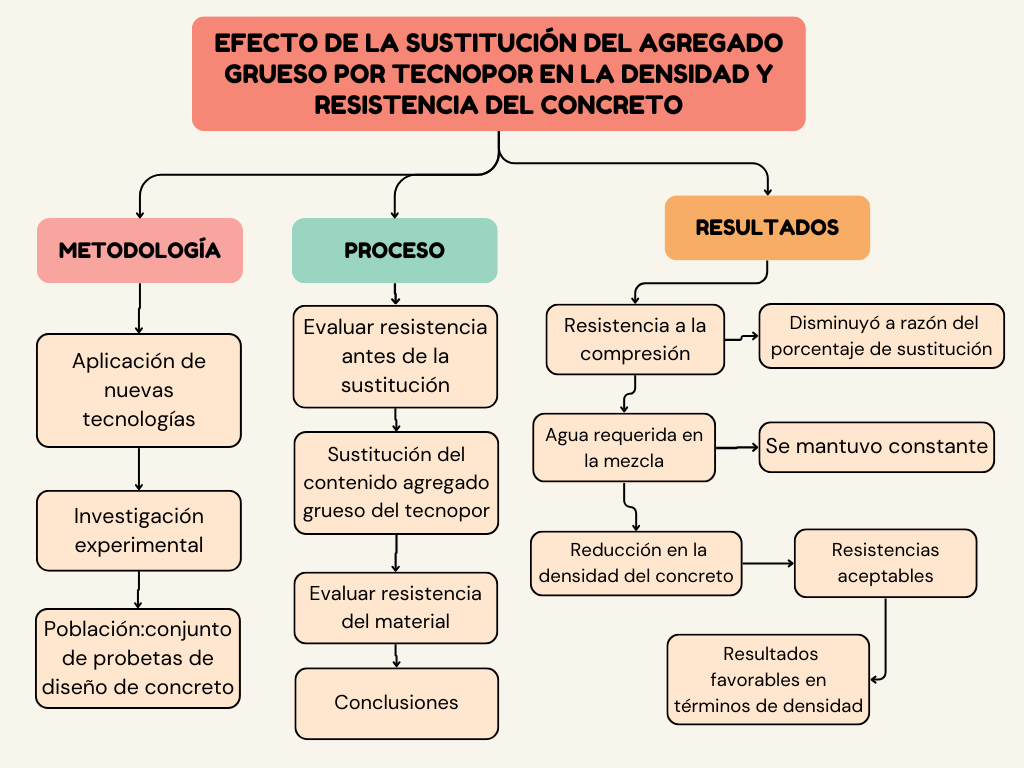 EFECTO DE LA SUSTITUCIÓN DEL AGREGADO
GRUESO POR TECNOPOR EN LA DENSIDAD Y
RESISTENCIA DEL CONCRETO
METODOLOGÍA
Aplicación de
nuevas
tecnologías
Investigación
experimental
Población:conjunto
de probetas de
diseño de concreto
PROCESO
Evaluar resistencia
antes de la
sustitución
Sustitución del
contenido agregado
grueso del tecnopor
Evaluar resistencia
del material
Conclusiones
RESULTADOS
Resistencia a la
compresión
Disminuyó a razón del
porcentaje de sustitución
Agua requerida en
la mezcla
Se mantuvo constante
Reducción en la
densidad del concreto
Resistencias
aceptables
Resultados
favorables en
términos de densidad